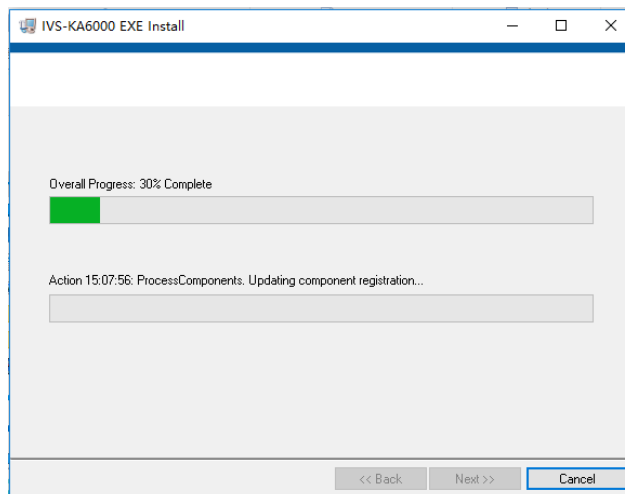 IVS-KA6000 EXE Install
Overall Progress: 30% Complete
Action 15:07:56: ProcessComponents. Updating component registration...
<< Back
Next >>
Cancel